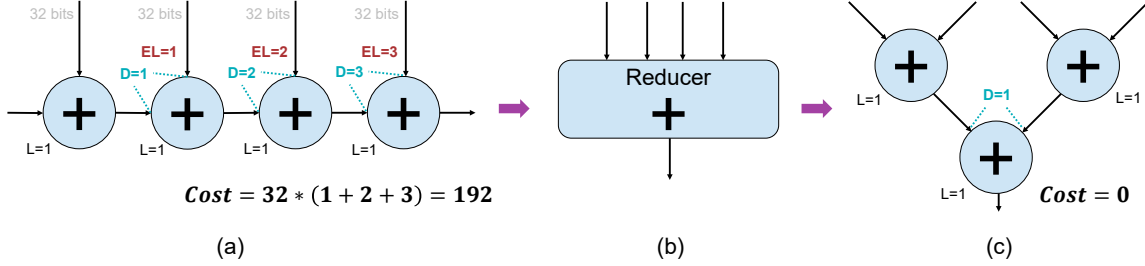 32 bits
32 bits
32 bits
32 bits
EL=1
EL=2
EL=3
D=1
D=2
D=3
+
+
+
+
L=1
L=1
L=1
L=1
Cost = 32 * (1 + 2 + 3) = 192
(a)
Reducer
+
(b)
+
+
L=1
L=1
D=1
+
L=1
Cost = 0
(c)